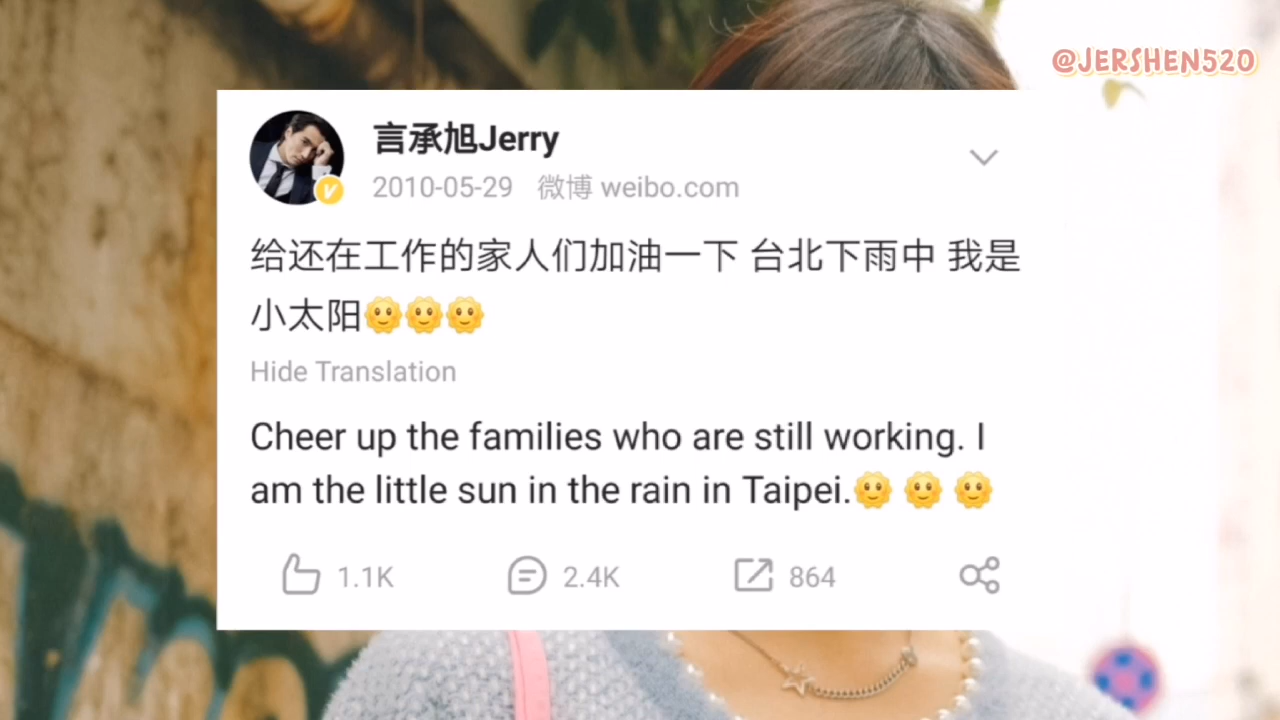 @JERSHEN520
言承旭Jerry
2010-05-29 微博 weibo.com
给还在工作的家人们加油一下 台北下雨中 我是
小太阳🌞🌞🌞
Hide Translation
Cheer up the families who are still working. I
am the little sun in the rain in Taipei.🌞 🌞 🌞
1.1K 2.4K 864